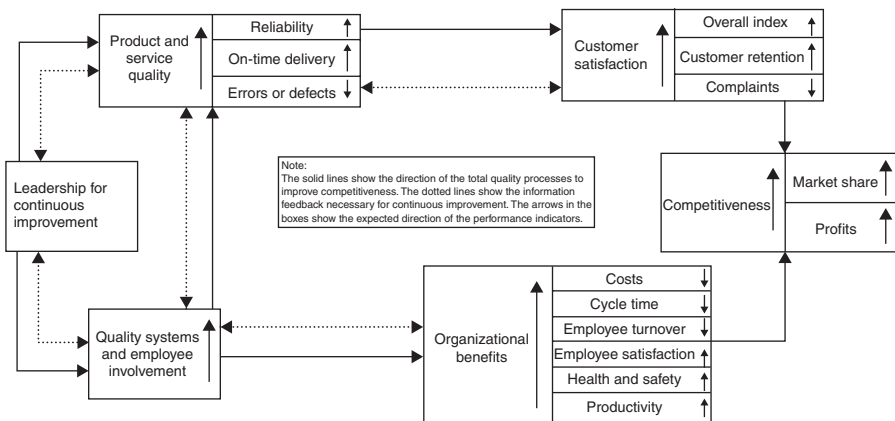 Product and
service
quality
Reliability
On-time delivery
Errors or defects
Customer
satisfaction
Overall index
Customer retention
Complaints
Leadership for
continuous
improvement
Note:
The solid lines show the direction of the total quality processes to
improve competitiveness. The dotted lines show the information
feedback necessary for continuous improvement. The arrows in the
boxes show the expected direction of the performance indicators.
Competitiveness
Market share
Profits
Quality systems
and employee
involvement
Organizational
benefits
Costs
Cycle time
Employee turnover
Employee satisfaction
Health and safety
Productivity